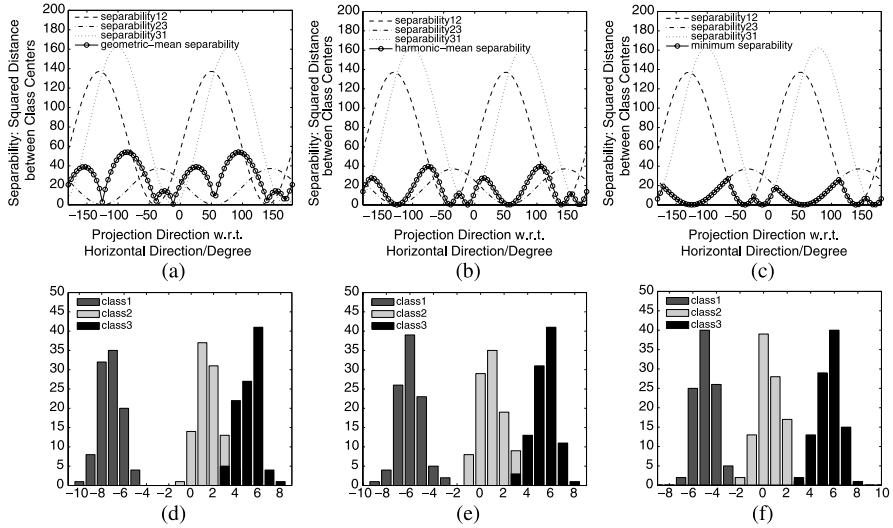 200
180
160
140
120
100
80
60
40
20
0
separability12
separability23
separability31
geometric-mean separability
Separability: Squared Distance
between Class Centers
-150 -100 -50 0 50 100 150
Projection Direction w.r.t.
Horizontal Direction/Degree
(a)
200
180
160
140
120
100
80
60
40
20
0
separability12
separability23
separability31
harmonic-mean separability
Separability: Squared Distance
between Class Centers
-150 -100 -50 0 50 100 150
Projection Direction w.r.t.
Horizontal Direction/Degree
(b)
200
180
160
140
120
100
80
60
40
20
0
separability12
separability23
separability31
minimum separability
Separability: Squared Distance
between Class Centers
-150 -100 -50 0 50 100 150
Projection Direction w.r.t.
Horizontal Direction/Degree
(c)
50
45
40
35
30
25
20
15
10
5
0
class1
class2
class3
-10 -8 -6 -4 -2 0 2 4 6 8
(d)
50
45
40
35
30
25
20
15
10
5
0
class1
class2
class3
-10 -8 -6 -4 -2 0 2 4 6 8
(e)
50
45
40
35
30
25
20
15
10
5
0
class1
class2
class3
-8 -6 -4 -2 0 2 4 6 8 10
(f)